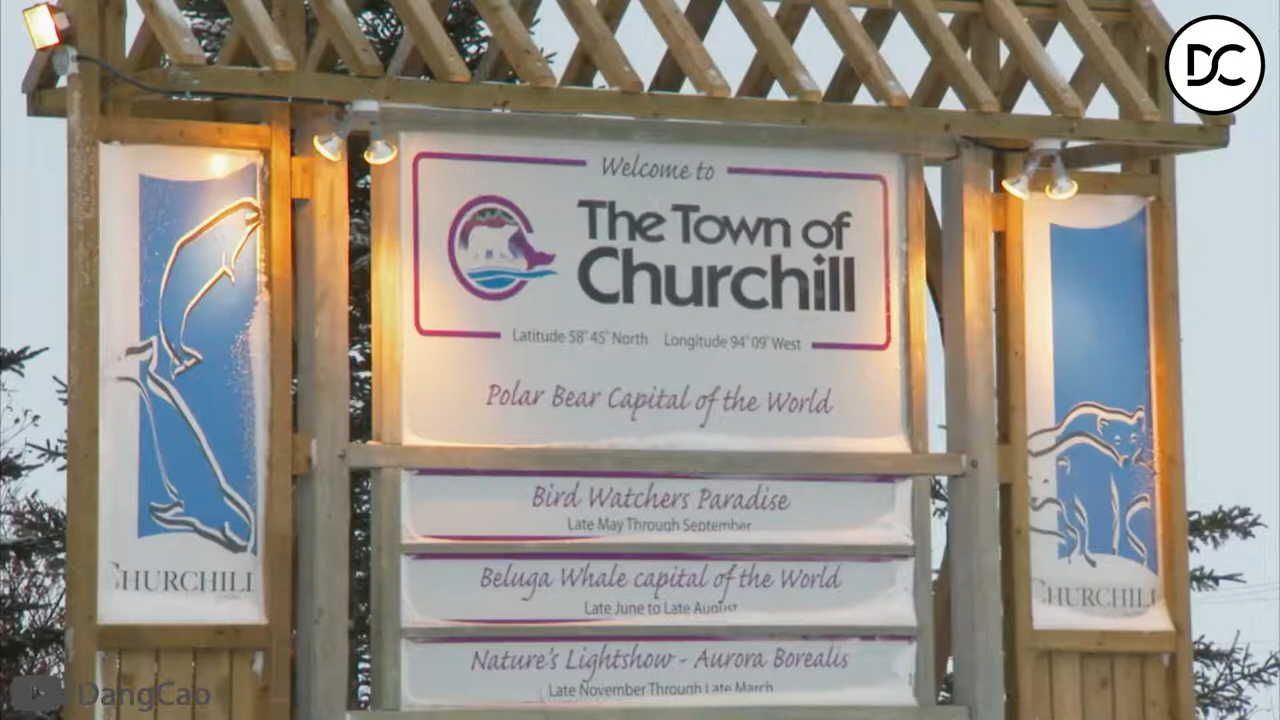 DC
Welcome to
The Town of
Churchill
Latitude 58° 45' North Longitude 94° 09' West
Polar Bear Capital of the World
Bird Watchers Paradise
Late May Through September
Beluga Whale capital of the World
Late June to Late August
Nature's Lightshow - Aurora Borealis
Late November Through Late March
CHURCHILL
CHURCHILL
DangCao